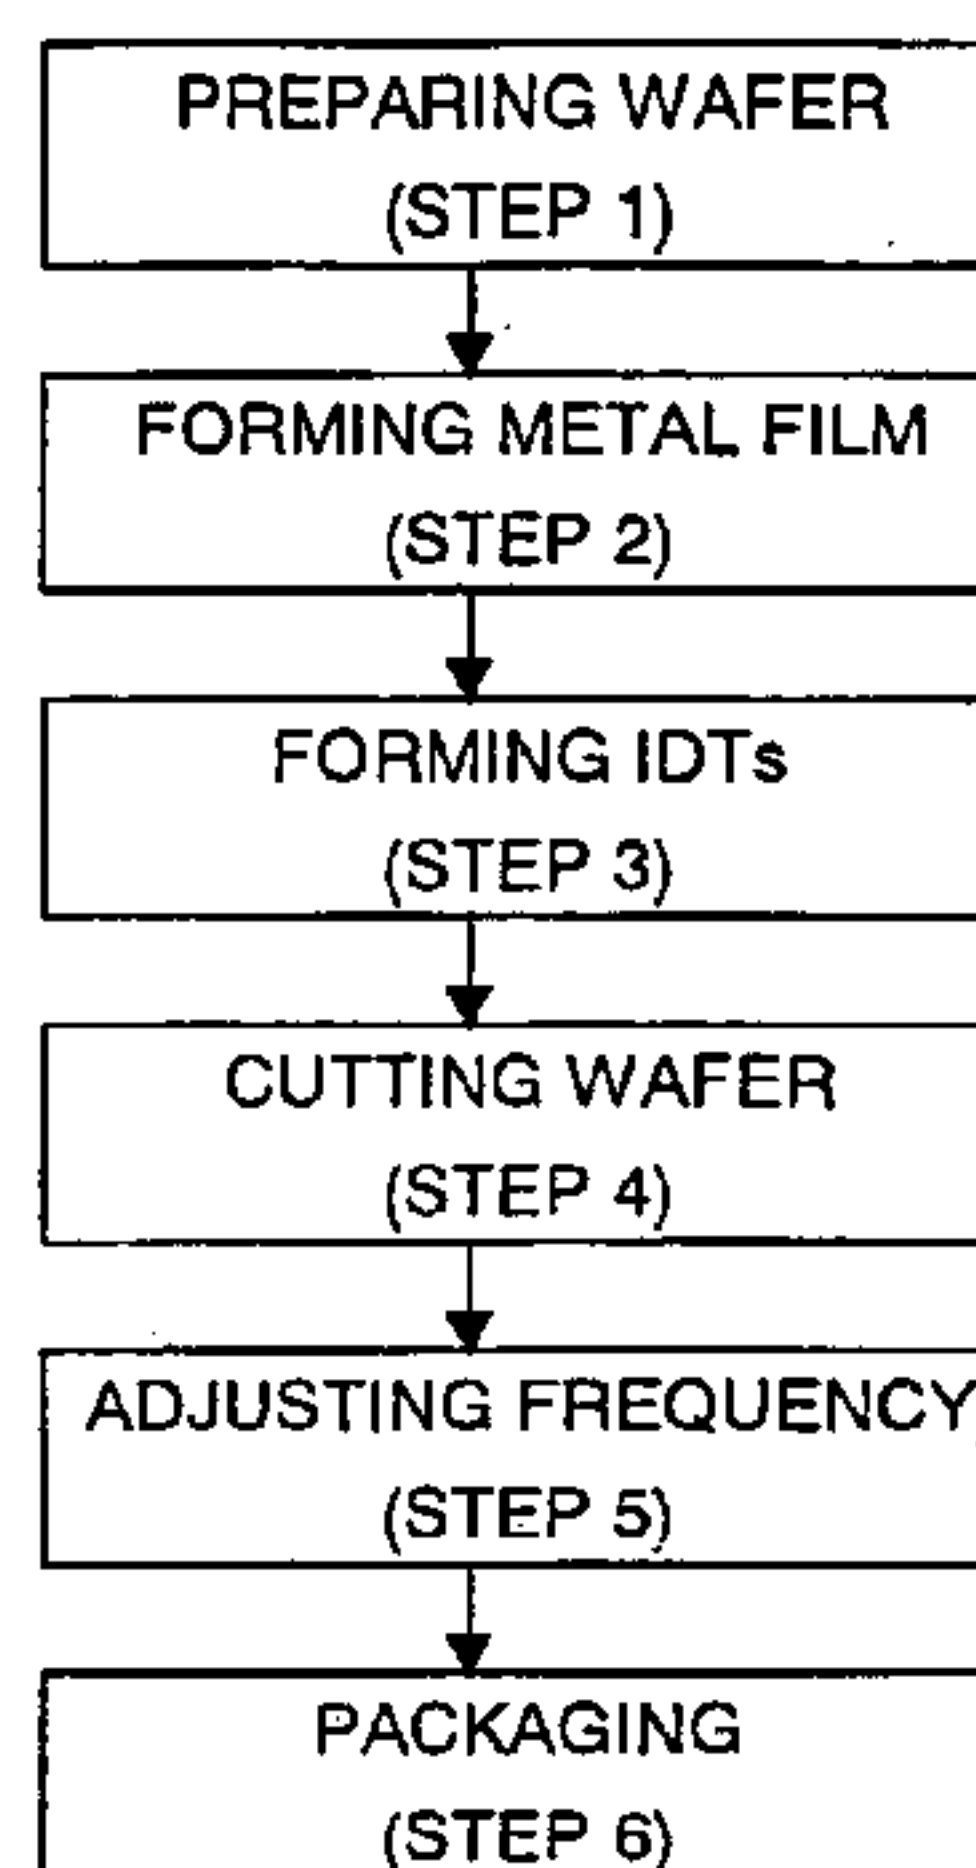 PREPARING WAFER
(STEP 1)
FORMING METAL FILM
(STEP 2)
FORMING IDTs
(STEP 3)
CUTTING WAFER
(STEP 4)
ADJUSTING FREQUENCY
(STEP 5)
PACKAGING
(STEP 6)